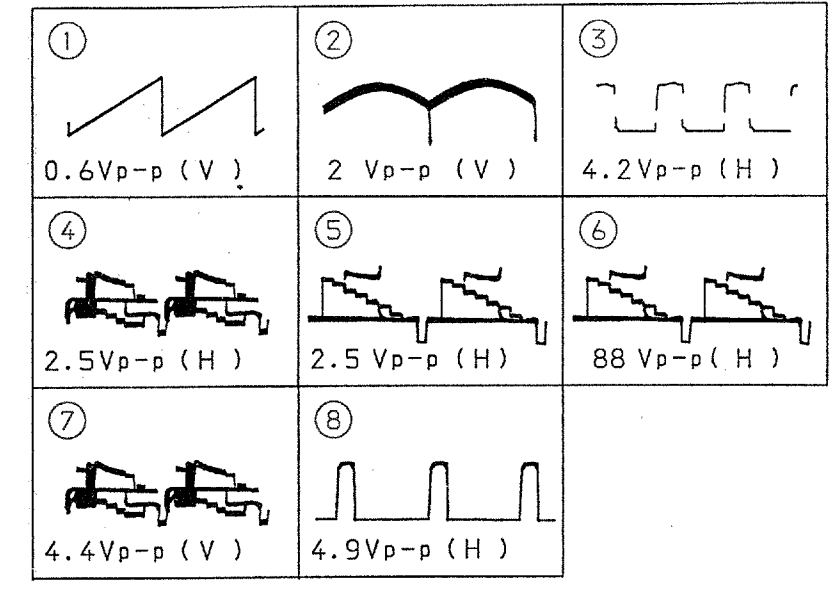 ① ② ③
0.6Vp-p (V) 2 Vp-p (V) 4.2Vp-p (H)
④ ⑤ ⑥
2.5Vp-p (H) 2.5 Vp-p (H) 88 Vp-p (H)
⑦ ⑧
4.4Vp-p (V) 4.9Vp-p (H)